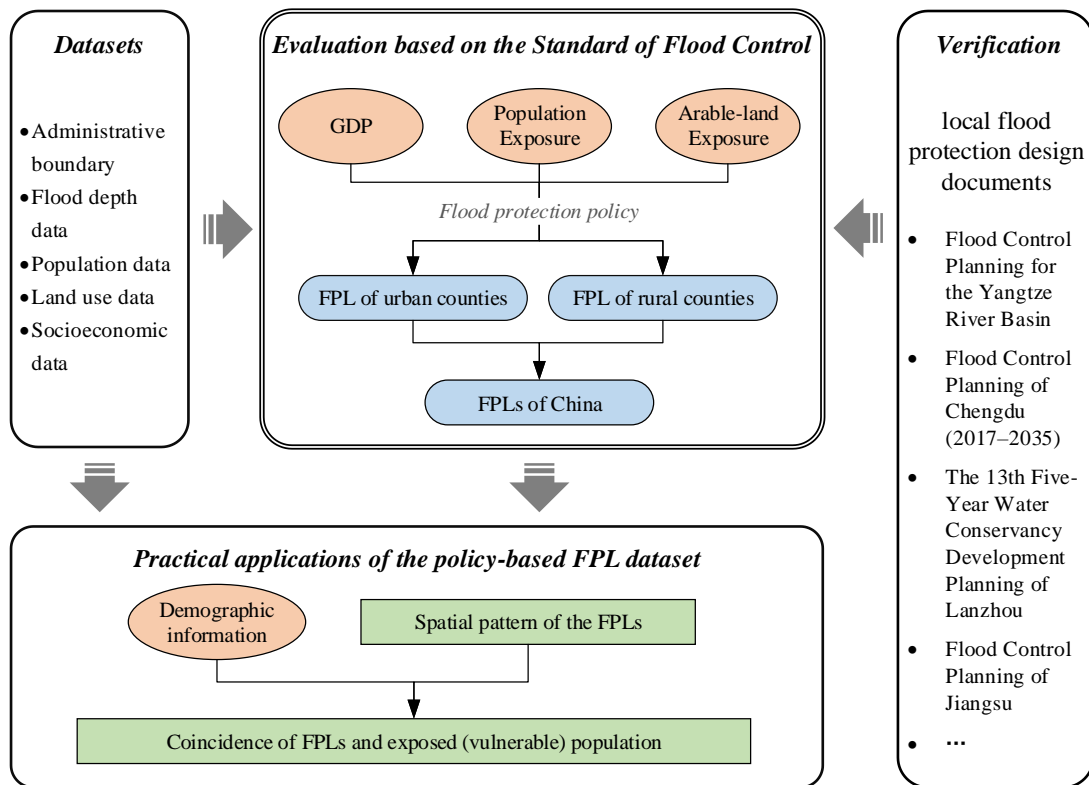 Datasets
•Administrative
boundary
•Flood depth
data
•Population data
•Land use data
•Socioeconomic
data
Evaluation based on the Standard of Flood Control
GDP
Population
Exposure
Arable-land
Exposure
Flood protection policy
FPL of urban counties
FPL of rural counties
FPLs of China
Verification
local flood
protection design
documents
• Flood Control
Planning for
the Yangtze
River Basin
• Flood Control
Planning of
Chengdu
(2017–2035)
• The 13th Five-
Year Water
Conservancy
Development
Planning of
Lanzhou
• Flood Control
Planning of
Jiangsu
• ...
Practical applications of the policy-based FPL dataset
Demographic
information
Spatial pattern of the FPLs
Coincidence of FPLs and exposed (vulnerable) population